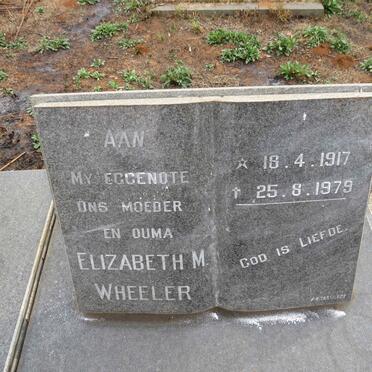 AAN
MY EGGENOTE
ONS MOEDER
EN OUMA
ELIZABETH M.
WHEELER
☆ 18.4.1917
† 25.8.1979
GOD IS LIEFDE.